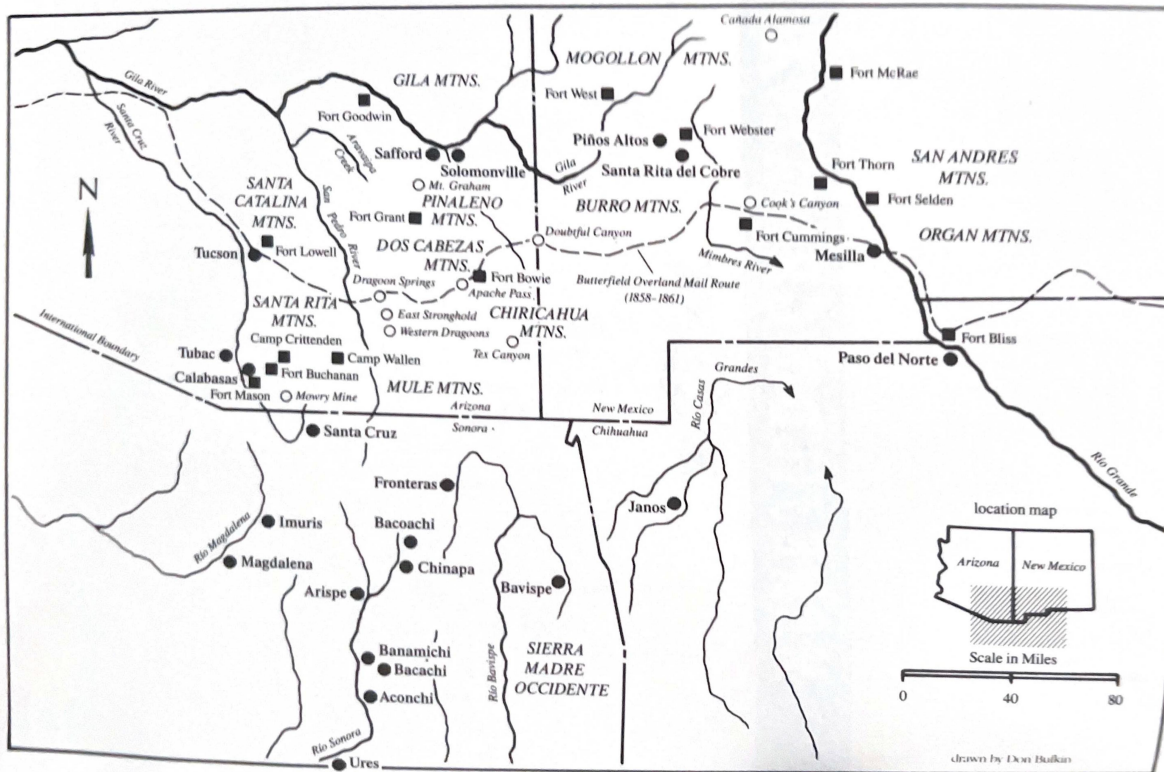 Cañada Alamosa
MOGOLLON MTNS.
Fort McRae
GILA MTNS.
Gila River
Fort West
Fort Goodwin
Santa Cruz
River
Piños Altos
Fort Webster
Aravaipa
Creek
Safford
Solomonville
Santa Rita del Cobre
Gila
River
Fort Thorn
SAN ANDRES
MTNS.
N
SANTA
CATALINA
MTNS.
San Pedro River
Mt. Graham
PINALENO
MTNS.
Fort Grant
BURRO MTNS.
Cook's Canyon
Fort Selden
Fort Cummings
ORGAN MTNS.
Doubtful Canyon
Tucson
Fort Lowell
DOS CABEZAS
MTNS.
Mesilla
Mimbres River
Dragoon Springs
Fort Bowie
Apache Pass
Butterfield Overland Mail Route
(1858-1861)
SANTA RITA
MTNS.
East Stronghold
Western Dragoons
CHIRICAHUA
MTNS.
Tex Canyon
International Boundary
Camp Crittenden
Camp Wallen
Tubac
Fort Buchanan
Calabasas
Fort Mason
Mowry Mine
MULE MTNS.
Fort Bliss
Paso del Norte
Arizona
Sonora
New Mexico
Chihuahua
Río Casas
Grandes
Santa Cruz
Río Grande
Fronteras
Janos
Imuris
Bacoachi
Río Magdalena
Magdalena
Chinapa
Arispe
Bavispe
location map
Arizona
New Mexico
Banamichi
Bacachi
Aconchi
Río Bavispe
SIERRA
MADRE
OCCIDENTE
Scale in Miles
0 40 80
Río Sonora
Ures
drawn by Don Bufkin